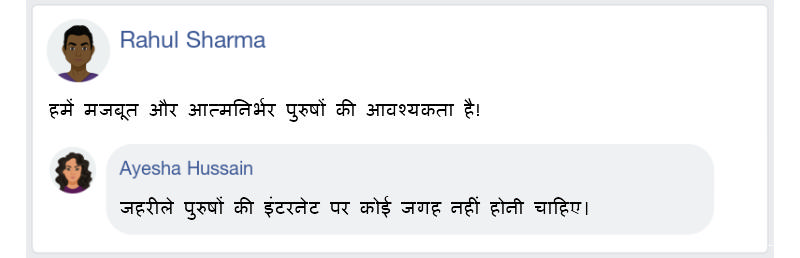 Rahul Sharma
हमें मजबूत और आत्मनिर्भर पुरुषों की आवश्यकता है!
Ayesha Hussain
जहरीले पुरुषों की इंटरनेट पर कोई जगह नहीं होनी चाहिए।